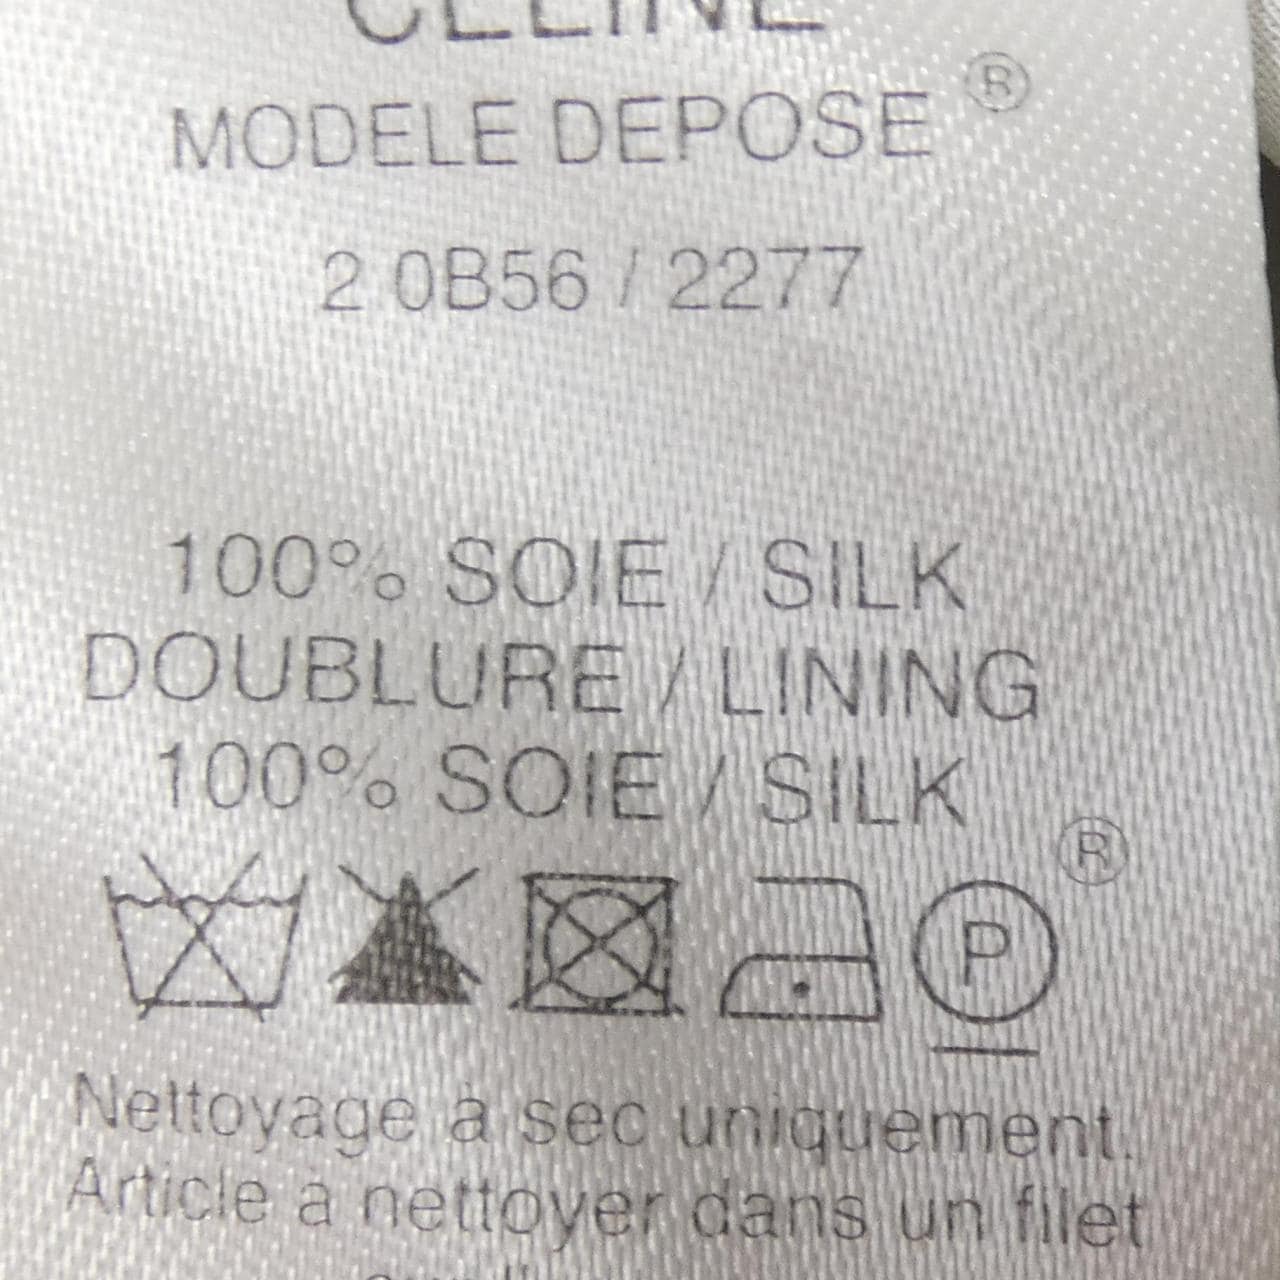 CELINE
MODELE DEPOSE ®
2 0B56 / 2277
100% SOIE / SILK
DOUBLURE / LINING
100% SOIE / SILK
®
P
Nettoyage à sec uniquement.
Article à nettoyer dans un filet